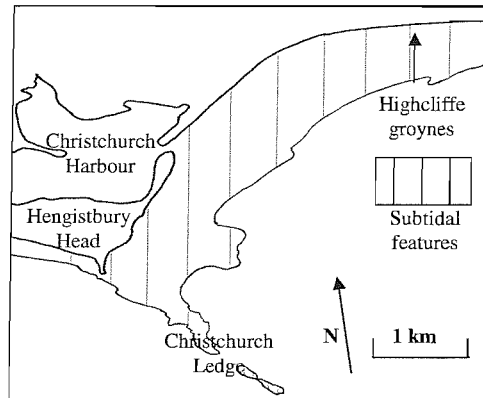 Highcliffe
groynes
Christchurch
Harbour
Hengistbury
Head
Subtidal
features
Christchurch
Ledge
N
1 km